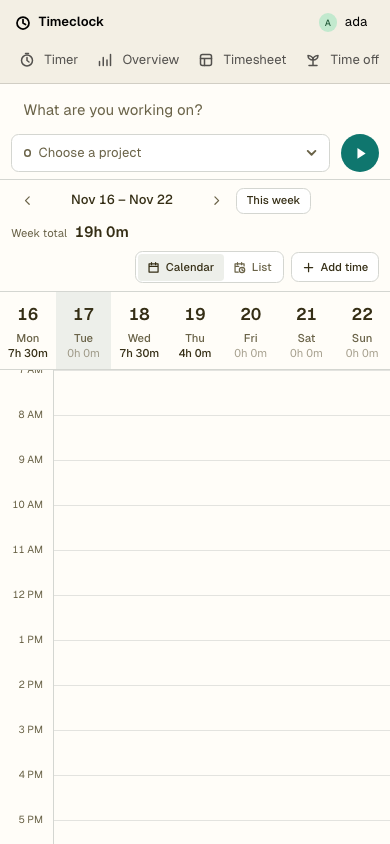 Timeclock
A ada
Timer Overview Timesheet Time off
What are you working on?
Choose a project
Nov 16 – Nov 22 This week
Week total 19h 0m
Calendar List Add time
16 17 18 19 20 21 22
Mon Tue Wed Thu Fri Sat Sun
7h 30m 0h 0m 7h 30m 4h 0m 0h 0m 0h 0m 0h 0m
7 AM
8 AM
9 AM
10 AM
11 AM
12 PM
1 PM
2 PM
3 PM
4 PM
5 PM